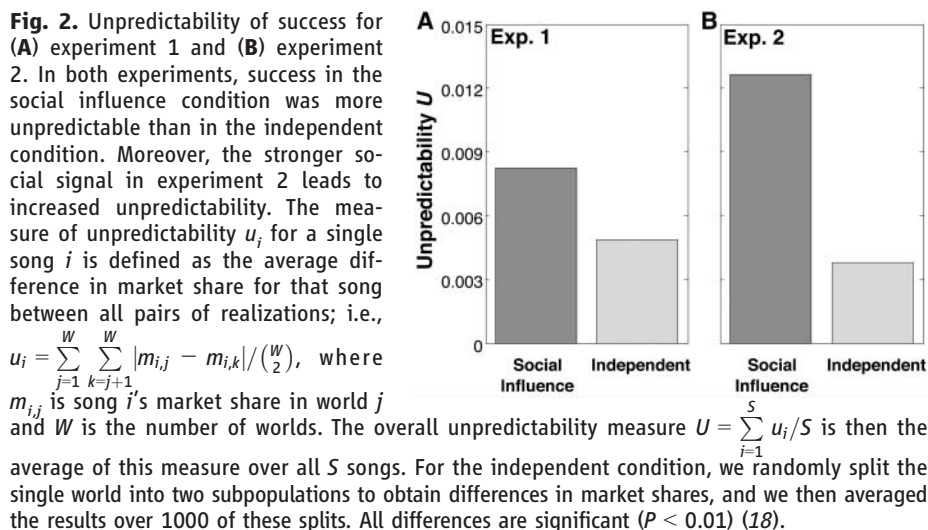 Fig. 2. Unpredictability of success for
(A) experiment 1 and (B) experiment
2. In both experiments, success in the
social influence condition was more
unpredictable than in the independent
condition. Moreover, the stronger so-
cial signal in experiment 2 leads to
increased unpredictability. The mea-
sure of unpredictability u_i for a single
song i is defined as the average dif-
ference in market share for that song
between all pairs of realizations; i.e.,
u_i = \sum_{j=1}^{W} \sum_{k=j+1}^{W} |m_{i,j} − m_{i,k}|/\binom{W}{2}, where
m_{i,j} is song i's market share in world j
and W is the number of worlds. The overall unpredictability measure U = \sum_{i=1}^{S} u_i/S is then the
average of this measure over all S songs. For the independent condition, we randomly split the
single world into two subpopulations to obtain differences in market shares, and we then averaged
the results over 1000 of these splits. All differences are significant (P < 0.01) (18).
A
B
Exp. 1
Exp. 2
Unpredictability U
0.015
0.012
0.009
0.006
0.003
0
Social
Influence
Independent
Social
Influence
Independent